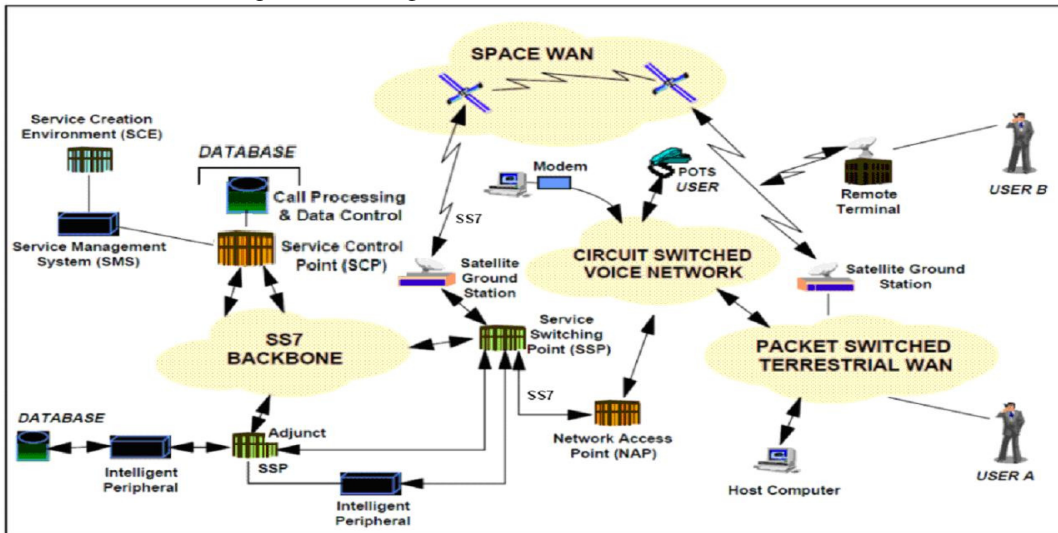 SPACE WAN
Service Creation
Environment (SCE)
DATABASE
Call Processing
& Data Control
Service Management
System (SMS)
Service Control
Point (SCP)
SS7
Modem
POTS
USER
Remote
Terminal
USER B
Satellite
Ground
Station
CIRCUIT SWITCHED
VOICE NETWORK
Satellite Ground
Station
SS7
BACKBONE
Service
Switching
Point (SSP)
PACKET SWITCHED
TERRESTRIAL WAN
SS7
DATABASE
Adjunct
SSP
Intelligent
Peripheral
Intelligent
Peripheral
Network Access
Point (NAP)
Host Computer
USER A